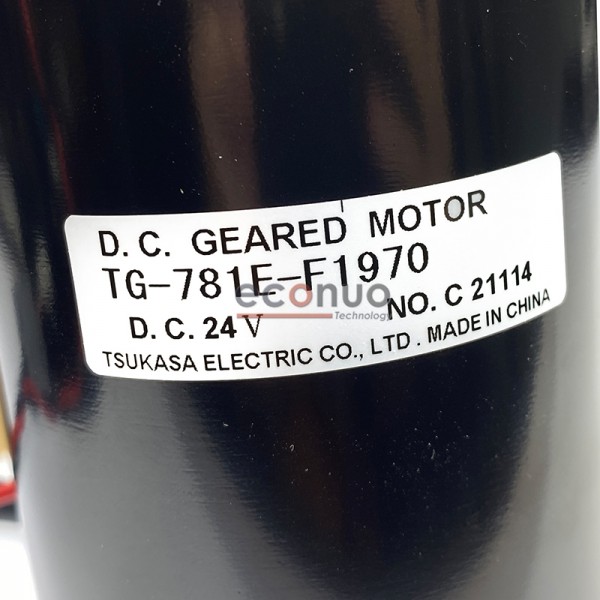 D. C. GEARED MOTOR
TG-781E-F1970
econuo
Technology
D. C. 24 V NO. C 21114
TSUKASA ELECTRIC CO., LTD . MADE IN CHINA